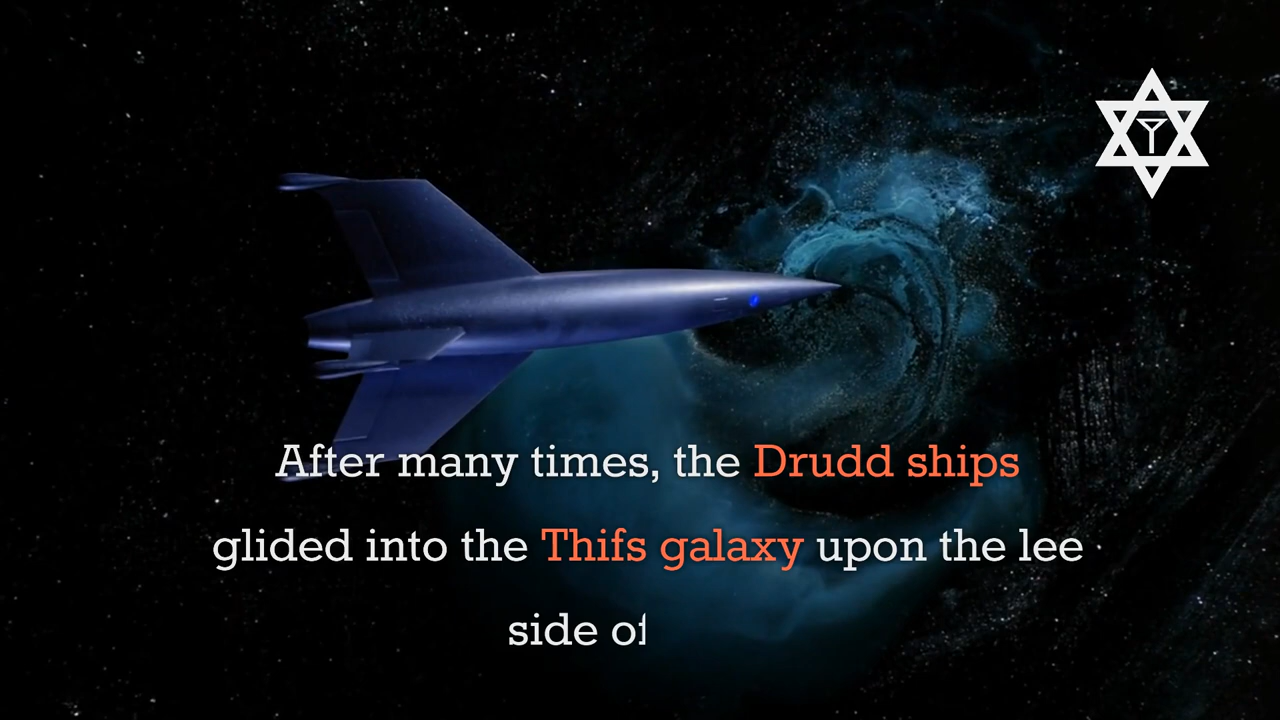 After many times, the Drudd ships
glided into the Thifs galaxy upon the lee
side of